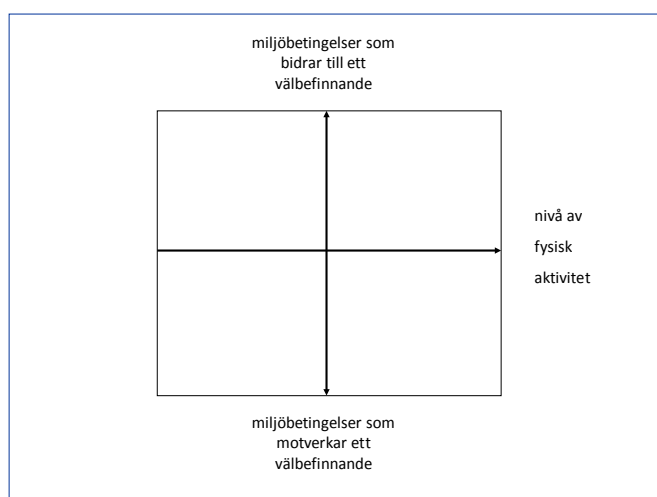 miljöbetingelser som
bidrar till ett
välbefinnande
nivå av
fysisk
aktivitet
miljöbetingelser som
motverkar ett
välbefinnande